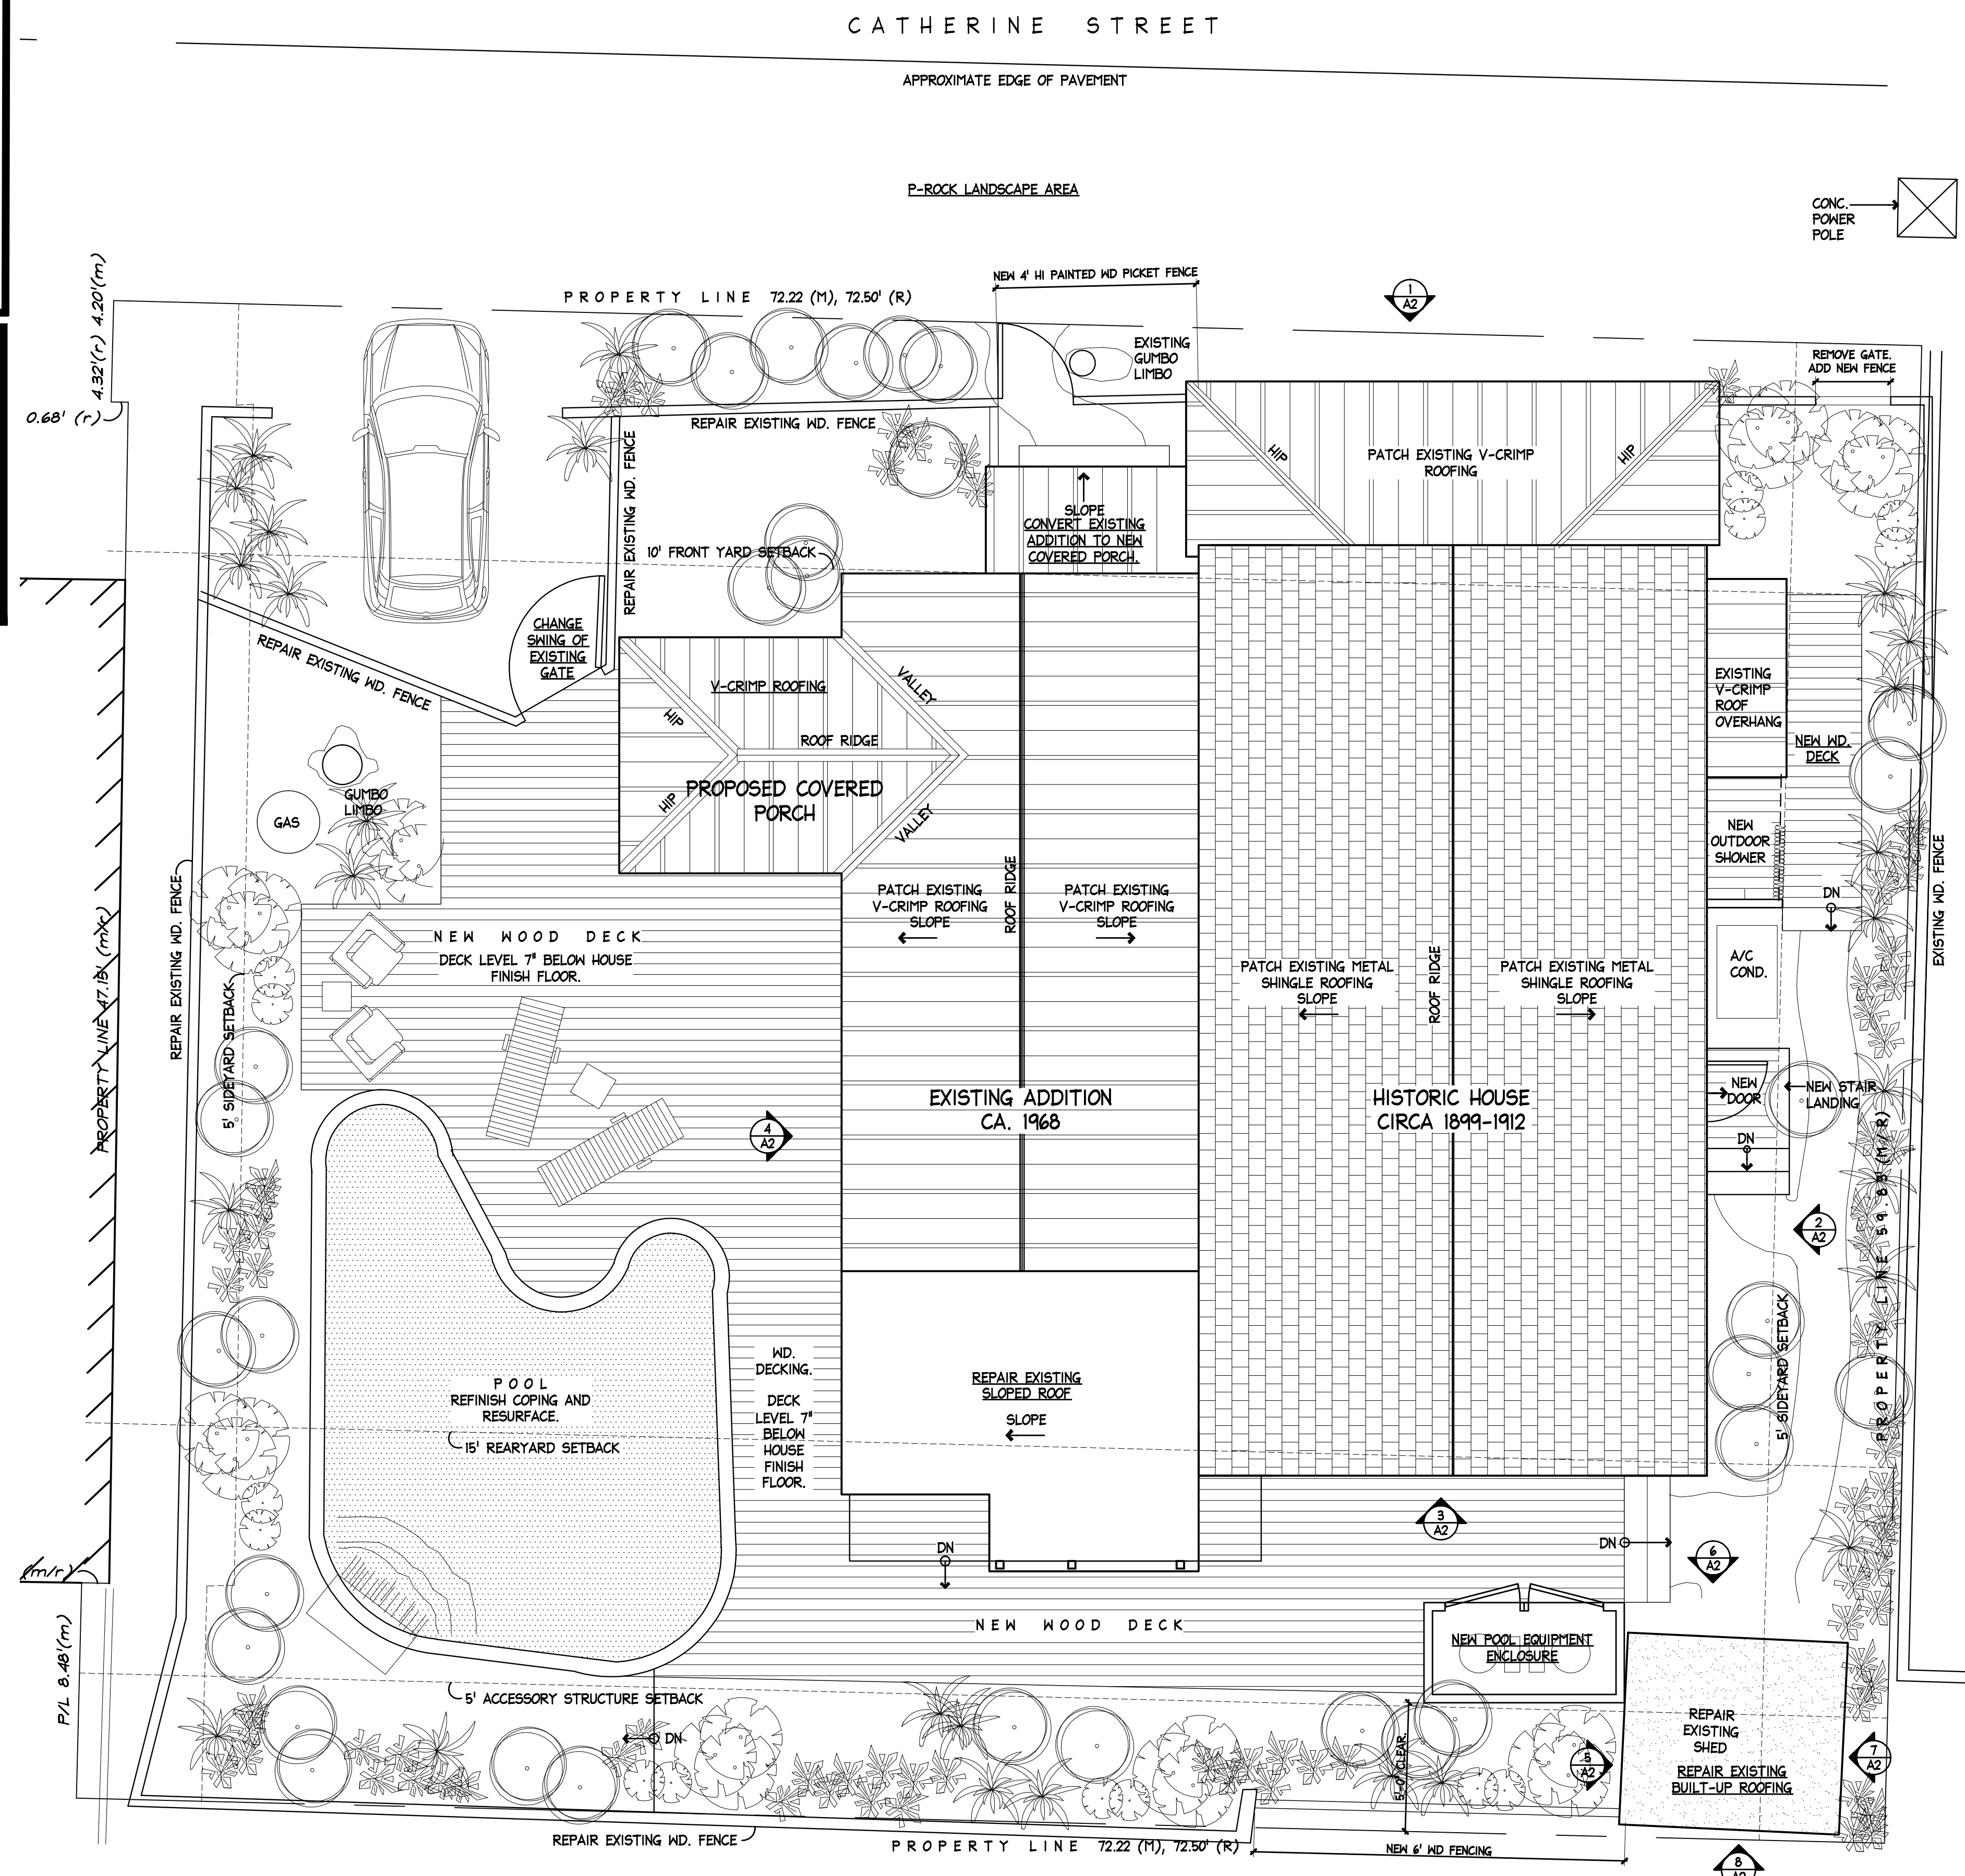 CATHERINE STREET
APPROXIMATE EDGE OF PAVEMENT
P-ROCK LANDSCAPE AREA
CONC.
POWER
POLE
NEW 4' HI PAINTED WD PICKET FENCE
1
A2
PROPERTY LINE 72.22 (M), 72.50' (R)
4.32'(r) 4.20'(m)
0.68' (r)
EXISTING
GUMBO
LIMBO
REMOVE GATE.
ADD NEW FENCE
REPAIR EXISTING WD. FENCE
REPAIR EXISTING WD. FENCE
HIP
PATCH EXISTING V-CRIMP
ROOFING
HIP
SLOPE
CONVERT EXISTING
ADDITION TO NEW
COVERED PORCH.
10' FRONT YARD SETBACK
CHANGE
SWING OF
EXISTING
GATE
REPAIR EXISTING WD. FENCE
V-CRIMP ROOFING
VALLEY
HIP
ROOF RIDGE
PROPOSED COVERED
PORCH
HIP
VALLEY
EXISTING
V-CRIMP
ROOF
OVERHANG
NEW WD.
DECK
GUMBO
LIMBO
GAS
NEW
OUTDOOR
SHOWER
DN
EXISTING WD. FENCE
REPAIR EXISTING WD. FENCE
PROPERTY LINE 47.15' (m/r)
5' SIDEYARD SETBACK
NEW WOOD DECK
DECK LEVEL 7" BELOW HOUSE
FINISH FLOOR.
PATCH EXISTING
V-CRIMP ROOFING
SLOPE
ROOF RIDGE
PATCH EXISTING
V-CRIMP ROOFING
SLOPE
PATCH EXISTING METAL
SHINGLE ROOFING
SLOPE
ROOF RIDGE
PATCH EXISTING METAL
SHINGLE ROOFING
SLOPE
A/C
COND.
EXISTING ADDITION
CA. 1968
HISTORIC HOUSE
CIRCA 1899-1912
NEW
DOOR
NEW STAIR
LANDING
DN
4
A2
2
A2
PROPERTY LINE 59.85' (M/R)
5' SIDEYARD SETBACK
WD.
DECKING.
DECK
LEVEL 7"
BELOW
HOUSE
FINISH
FLOOR.
REPAIR EXISTING
SLOPED ROOF
SLOPE
POOL
REFINISH COPING AND
RESURFACE.
15' REARYARD SETBACK
3
A2
DN
DN
6
A2
(m/r)
P/L 8.48'(m)
NEW WOOD DECK
NEW POOL EQUIPMENT
ENCLOSURE
5' ACCESSORY STRUCTURE SETBACK
DN
5'-0" CLEAR.
5
A2
REPAIR
EXISTING
SHED
REPAIR EXISTING
BUILT-UP ROOFING
7
A2
REPAIR EXISTING WD. FENCE
PROPERTY LINE 72.22 (M), 72.50' (R)
NEW 6' WD FENCING
8
A2